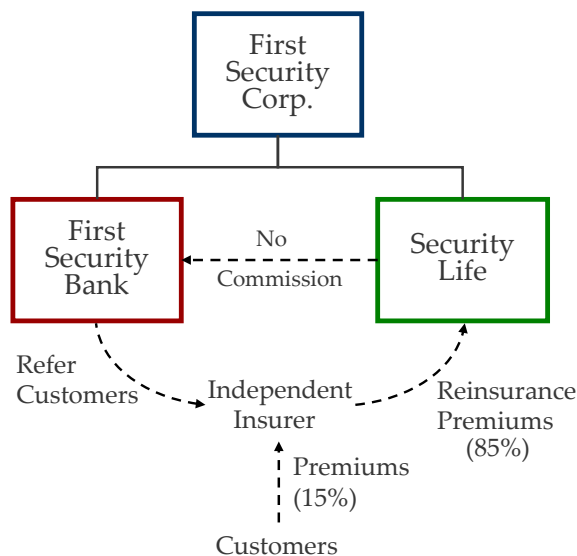 First
Security
Corp.
First
Security
Bank
No
Commission
Security
Life
Refer
Customers
Independent
Insurer
Reinsurance
Premiums
(85%)
Premiums
(15%)
Customers